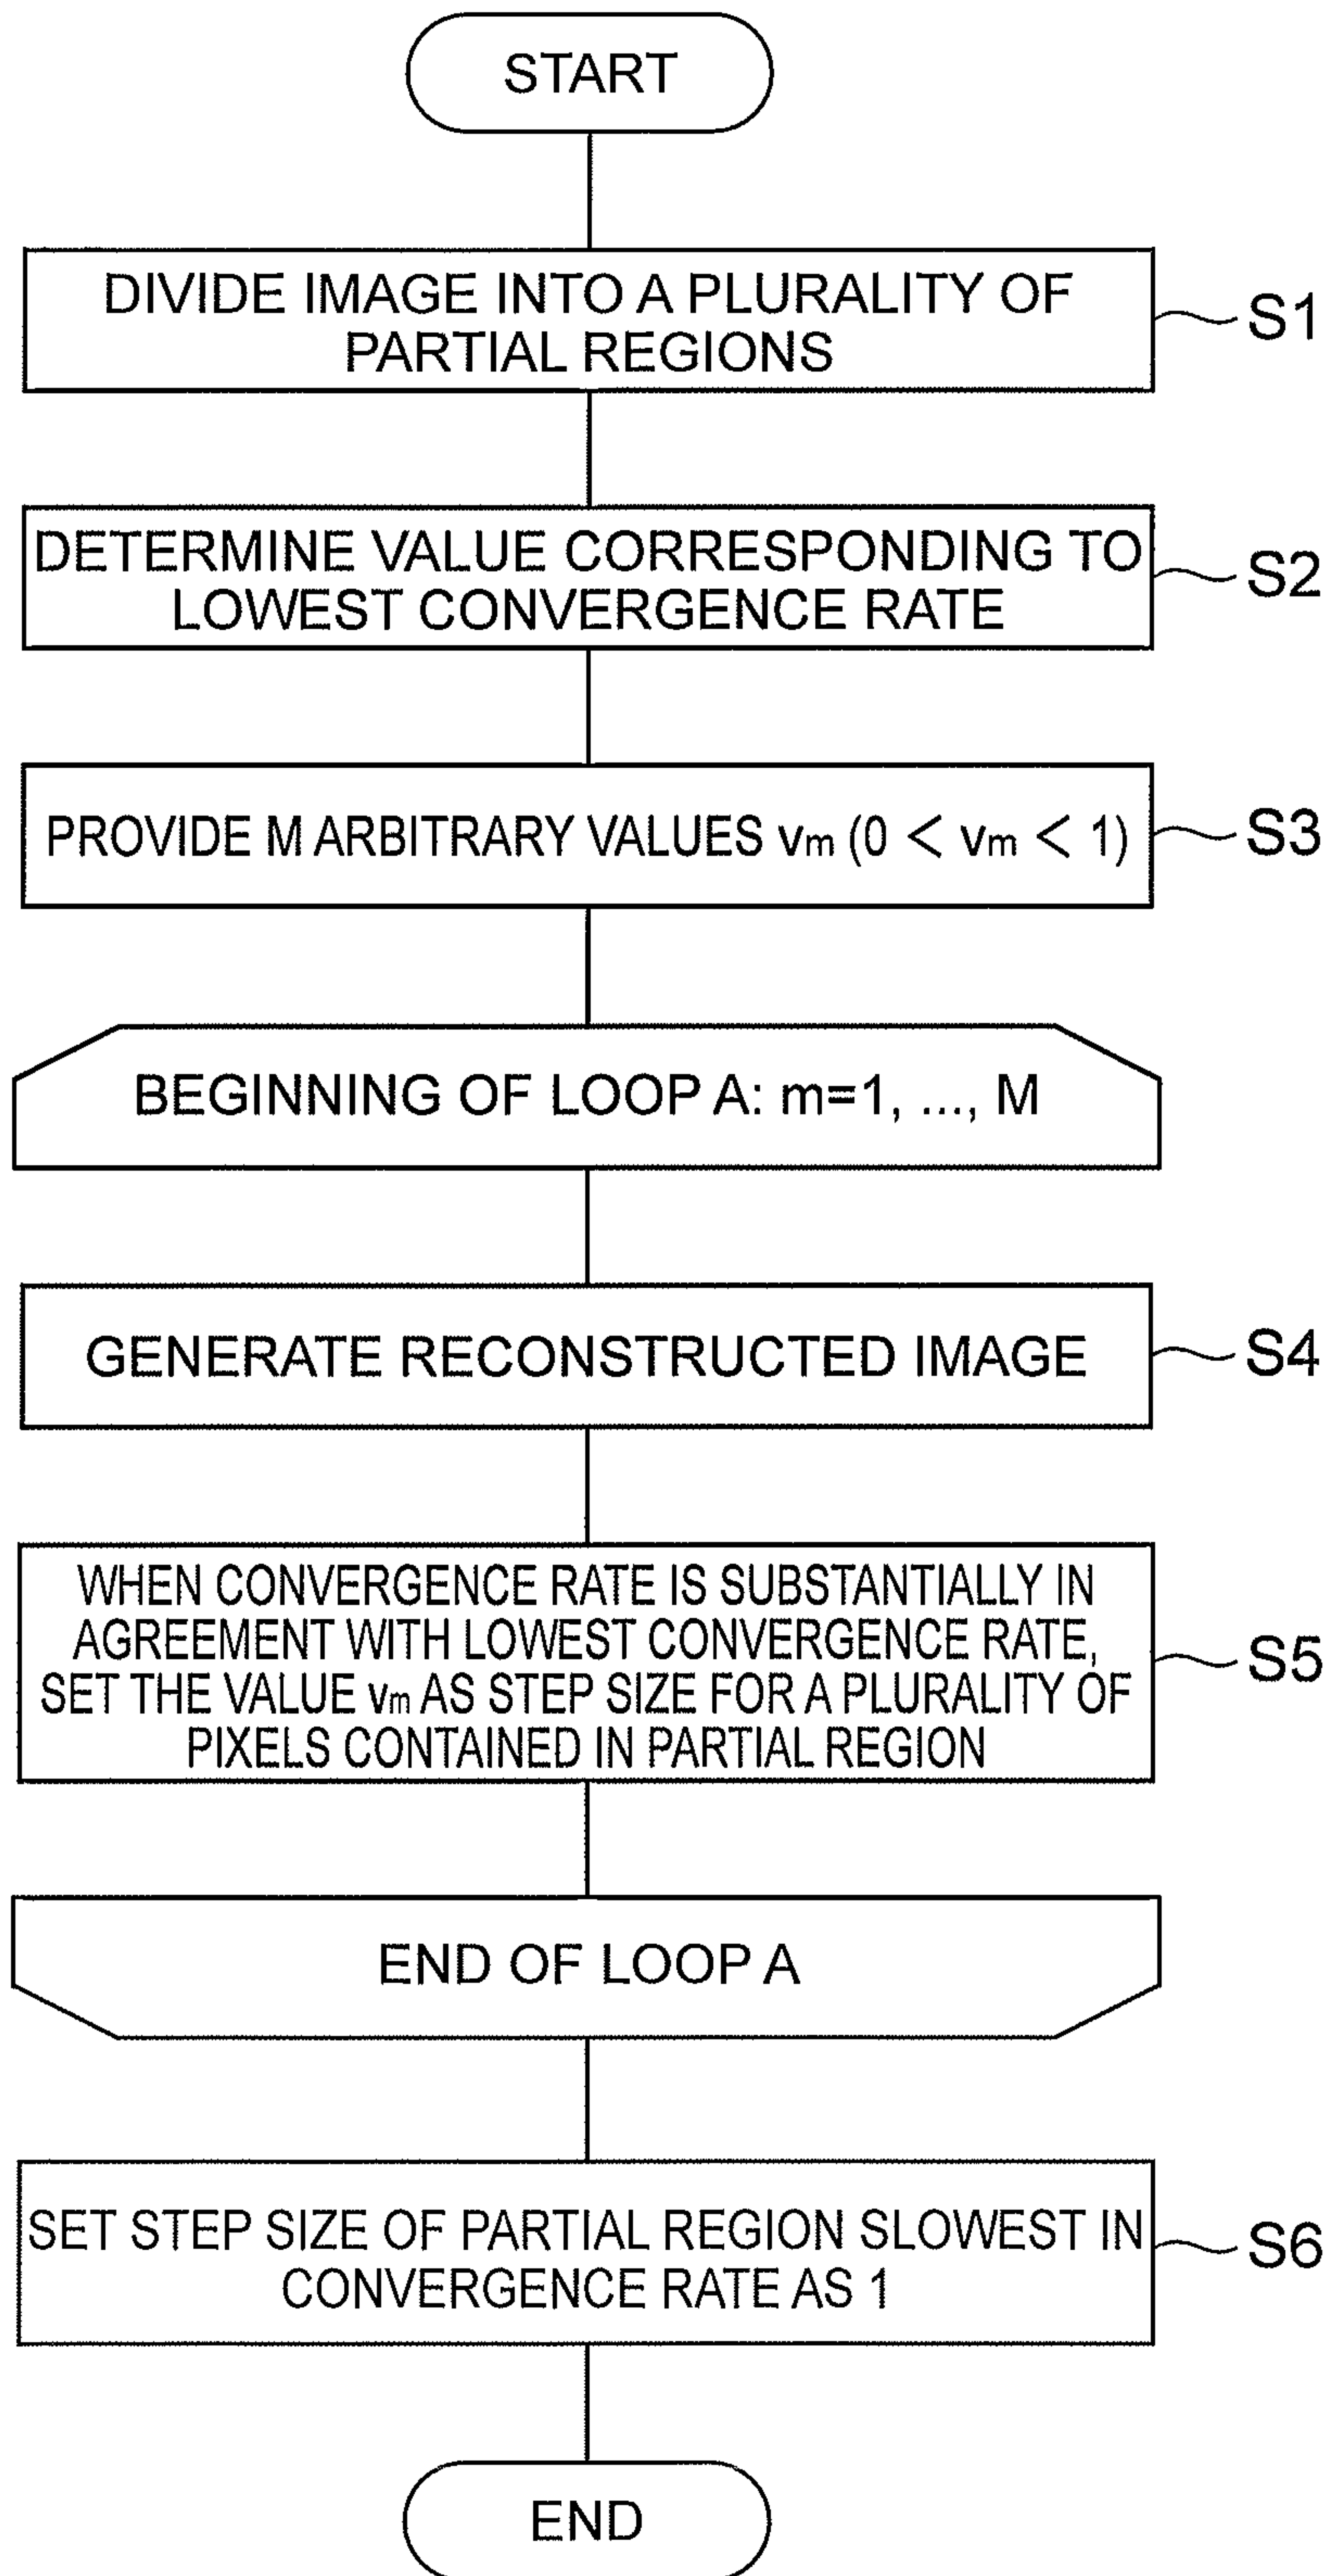 START
DIVIDE IMAGE INTO A PLURALITY OF
PARTIAL REGIONS
S1
DETERMINE VALUE CORRESPONDING TO
LOWEST CONVERGENCE RATE
S2
PROVIDE M ARBITRARY VALUES vm (0 < vm < 1)
S3
BEGINNING OF LOOP A: m=1, ..., M
GENERATE RECONSTRUCTED IMAGE
S4
WHEN CONVERGENCE RATE IS SUBSTANTIALLY IN
AGREEMENT WITH LOWEST CONVERGENCE RATE,
SET THE VALUE vm AS STEP SIZE FOR A PLURALITY OF
PIXELS CONTAINED IN PARTIAL REGION
S5
END OF LOOP A
SET STEP SIZE OF PARTIAL REGION SLOWEST IN
CONVERGENCE RATE AS 1
S6
END